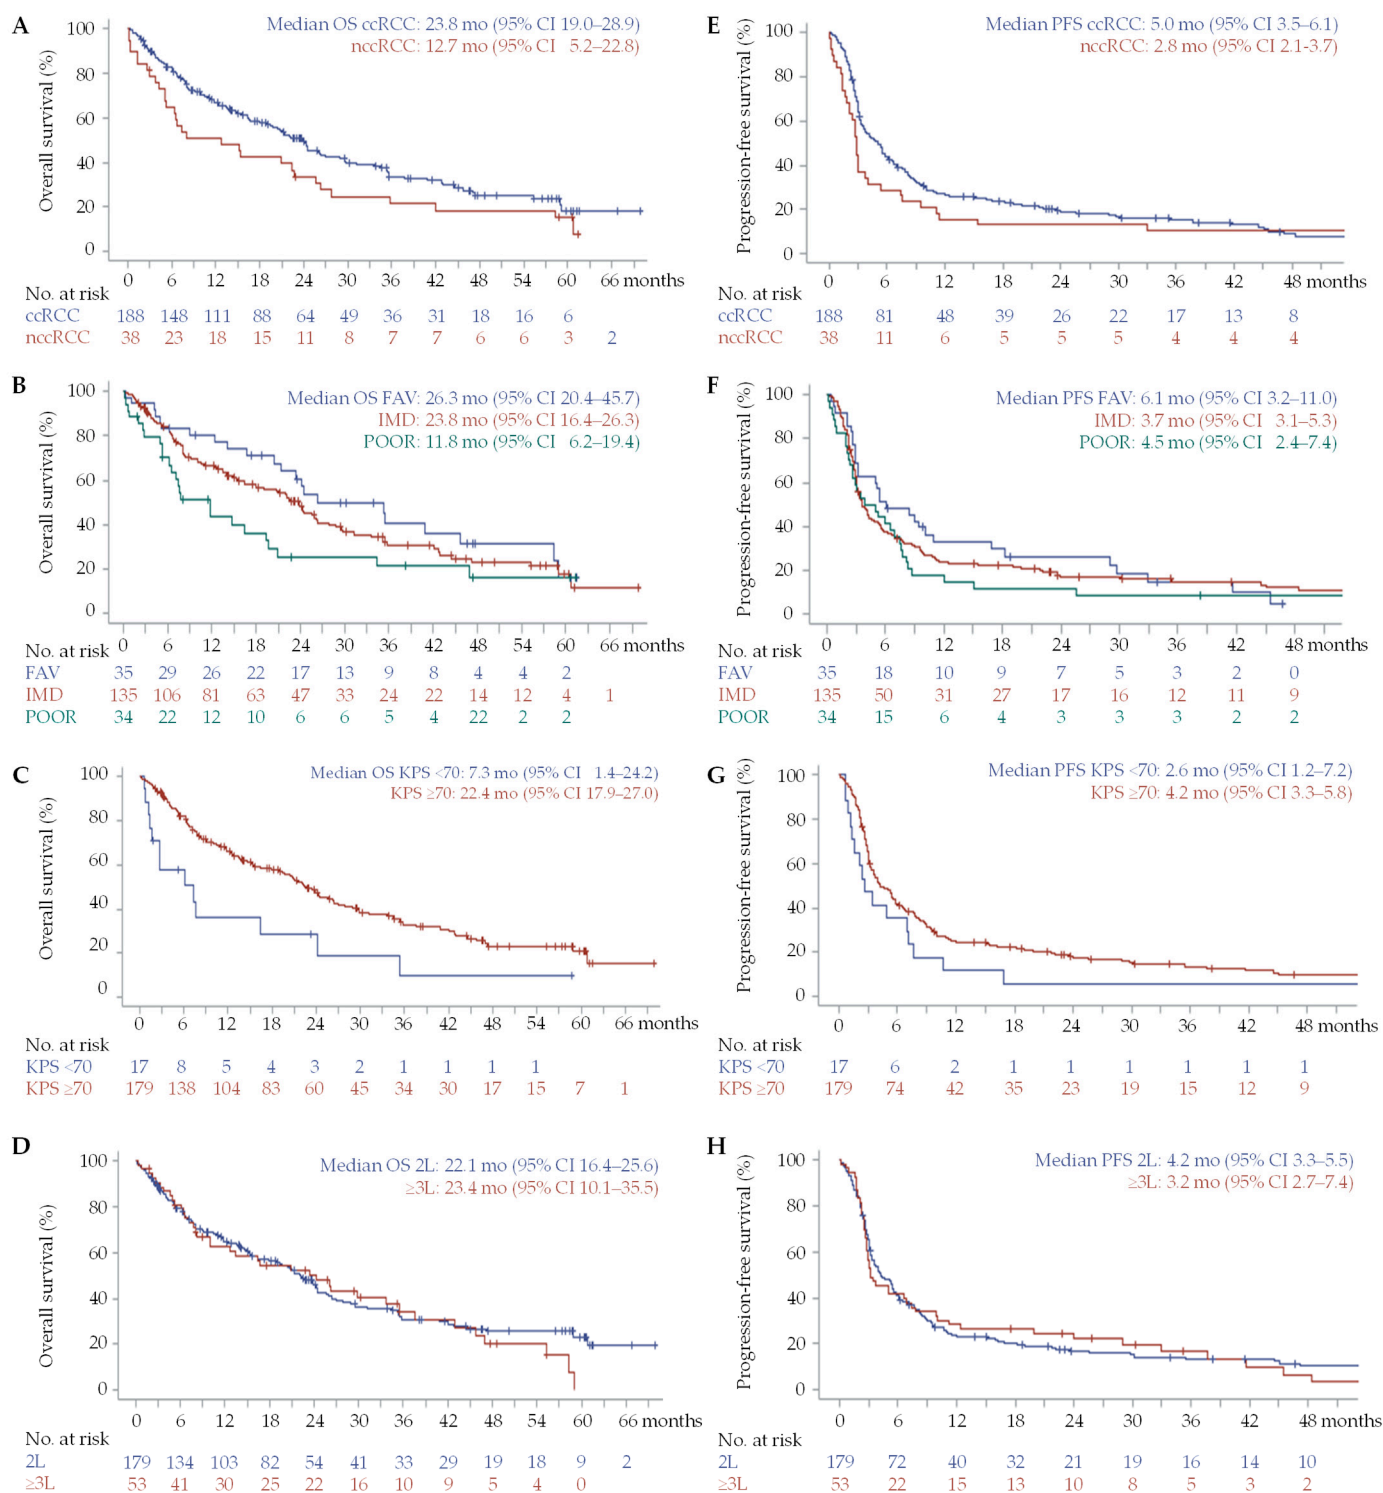 A
Overall survival (%)
Median OS ccRCC: 23.8 mo (95% CI 19.0–28.9)
nccRCC: 12.7 mo (95% CI 5.2–22.8)
100
80
60
40
20
0
0 6 12 18 24 30 36 42 48 54 60 66 months
No. at risk
ccRCC 188 148 111 88 64 49 36 31 18 16 6
nccRCC 38 23 18 15 11 8 7 7 6 6 3 2
E
Progression-free survival (%)
Median PFS ccRCC: 5.0 mo (95% CI 3.5–6.1)
nccRCC: 2.8 mo (95% CI 2.1-3.7)
100
80
60
40
20
0
0 6 12 18 24 30 36 42 48 months
No. at risk
ccRCC 188 81 48 39 26 22 17 13 8
nccRCC 38 11 6 5 5 5 4 4 4
B
Overall survival (%)
Median OS FAV: 26.3 mo (95% CI 20.4–45.7)
IMD: 23.8 mo (95% CI 16.4–26.3)
POOR: 11.8 mo (95% CI 6.2–19.4)
100
80
60
40
20
0
0 6 12 18 24 30 36 42 48 54 60 66 months
No. at risk
FAV 35 29 26 22 17 13 9 8 4 4 2
IMD 135 106 81 63 47 33 24 22 14 12 4 1
POOR 34 22 12 10 6 6 5 4 22 2 2
F
Progression-free survival (%)
Median PFS FAV: 6.1 mo (95% CI 3.2–11.0)
IMD: 3.7 mo (95% CI 3.1–5.3)
POOR: 4.5 mo (95% CI 2.4–7.4)
100
80
60
40
20
0
0 6 12 18 24 30 36 42 48 months
No. at risk
FAV 35 18 10 9 7 5 3 2 0
IMD 135 50 31 27 17 16 12 11 9
POOR 34 15 6 4 3 3 3 2 2
C
Overall survival (%)
Median OS KPS <70: 7.3 mo (95% CI 1.4–24.2)
KPS ≥70: 22.4 mo (95% CI 17.9–27.0)
100
80
60
40
20
0
0 6 12 18 24 30 36 42 48 54 60 66 months
No. at risk
KPS <70 17 8 5 4 3 2 1 1 1 1
KPS ≥70 179 138 104 83 60 45 34 30 17 15 7 1
G
Progression-free survival (%)
Median PFS KPS <70: 2.6 mo (95% CI 1.2–7.2)
KPS ≥70: 4.2 mo (95% CI 3.3–5.8)
100
80
60
40
20
0
0 6 12 18 24 30 36 42 48 months
No. at risk
KPS <70 17 6 2 1 1 1 1 1 1
KPS ≥70 179 74 42 35 23 19 15 12 9
D
Overall survival (%)
Median OS 2L: 22.1 mo (95% CI 16.4–25.6)
≥3L: 23.4 mo (95% CI 10.1–35.5)
100
80
60
40
20
0
0 6 12 18 24 30 36 42 48 54 60 66 months
No. at risk
2L 179 134 103 82 54 41 33 29 19 18 9 2
≥3L 53 41 30 25 22 16 10 9 5 4 0
H
Progression-free survival (%)
Median PFS 2L: 4.2 mo (95% CI 3.3–5.5)
≥3L: 3.2 mo (95% CI 2.7–7.4)
100
80
60
40
20
0
0 6 12 18 24 30 36 42 48 months
No. at risk
2L 179 72 40 32 21 19 16 14 10
≥3L 53 22 15 13 10 8 5 3 2